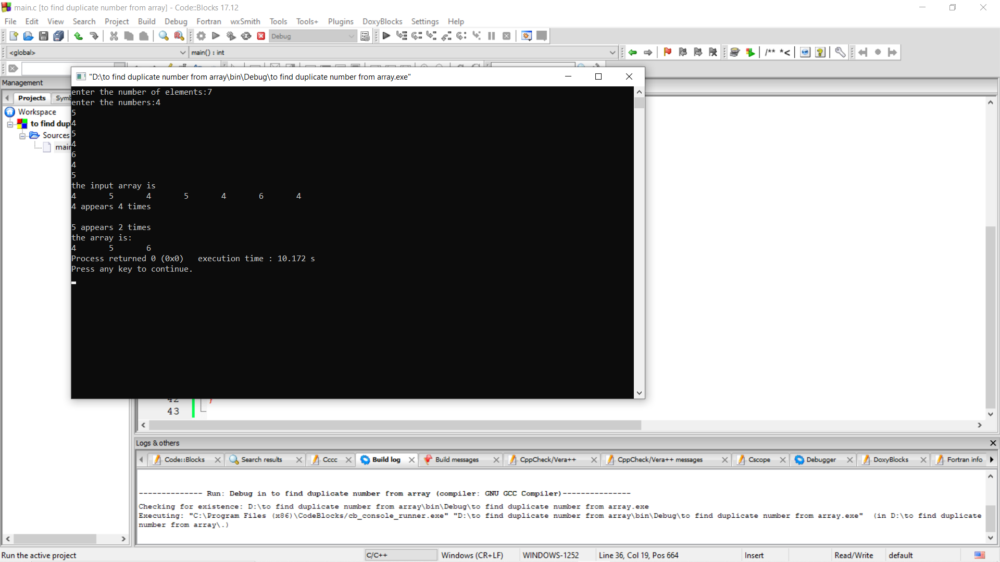 main.c [to find duplicate number from array] - Code::Blocks 17.12
File Edit View Search Project Build Debug Fortran wxSmith Tools Tools+ Plugins DoxyBlocks Settings Help
Debug
<global> main() : int /** *<
"D:\to find duplicate number from array\bin\Debug\to find duplicate number from array.exe"
Management
Projects Symb
Workspace
to find dup
Sources
main
enter the number of elements:7
enter the numbers:4
5
4
5
4
6
4
5
the input array is
4 5 4 5 4 6 4
4 appears 4 times
5 appears 2 times
the array is:
4 5 6
Process returned 0 (0x0) execution time : 10.172 s
Press any key to continue.
42 }
43
Logs & others
Code::Blocks Search results Cccc Build log Build messages CppCheck/Vera++ CppCheck/Vera++ messages Cscope Debugger DoxyBlocks Fortran info
-------------- Run: Debug in to find duplicate number from array (compiler: GNU GCC Compiler)---------------
Checking for existence: D:\to find duplicate number from array\bin\Debug\to find duplicate number from array.exe
Executing: "C:\Program Files (x86)\CodeBlocks/cb_console_runner.exe" "D:\to find duplicate number from array\bin\Debug\to find duplicate number from array.exe" (in D:\to find duplicate
number from array\.)
Run the active project C/C++ Windows (CR+LF) WINDOWS-1252 Line 36, Col 19, Pos 664 Insert Read/Write default